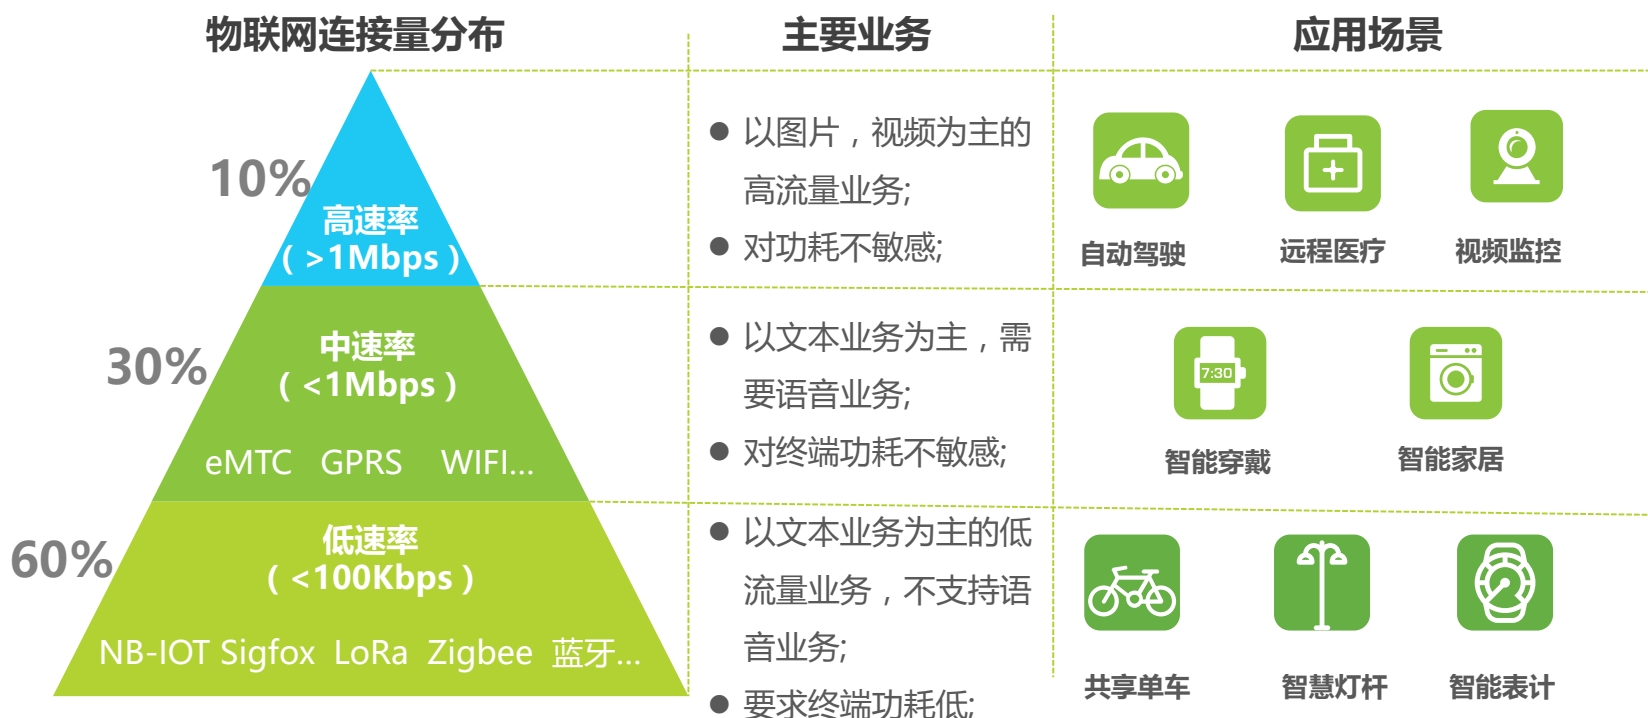 物联网连接量分布
主要业务
应用场景
10%
高速率
（>1Mbps）
● 以图片，视频为主的
高流量业务;
● 对功耗不敏感;
自动驾驶
远程医疗
视频监控
30%
中速率
（<1Mbps）
eMTC GPRS WIFI...
● 以文本业务为主，需
要语音业务;
● 对终端功耗不敏感;
7:30
智能穿戴
智能家居
60%
低速率
（<100Kbps）
NB-IOT Sigfox LoRa Zigbee 蓝牙...
● 以文本业务为主的低
流量业务，不支持语
音业务;
● 要求终端功耗低;
共享单车
智慧灯杆
智能表计